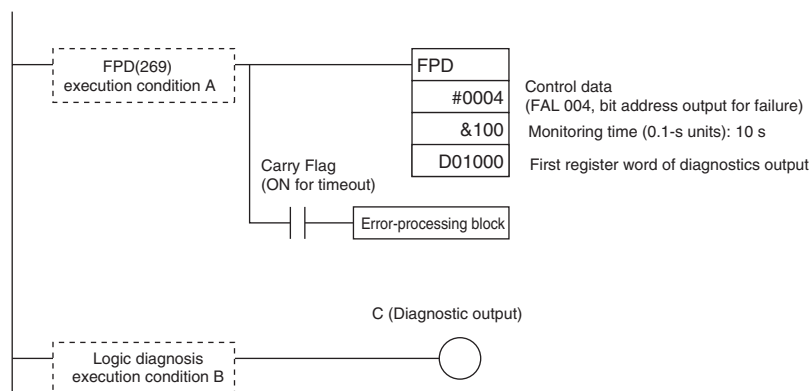 FPD(269)
execution condition A
FPD
#0004
&100
D01000
Control data
(FAL 004, bit address output for failure)
Monitoring time (0.1-s units): 10 s
First register word of diagnostics output
Carry Flag
(ON for timeout)
Error-processing block
C (Diagnostic output)
Logic diagnosis
execution condition B